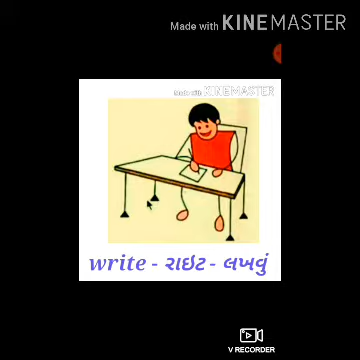 Made with KINEMASTER
Made with KINEMASTER
write - રાઇટ - લખવું
V RECORDER